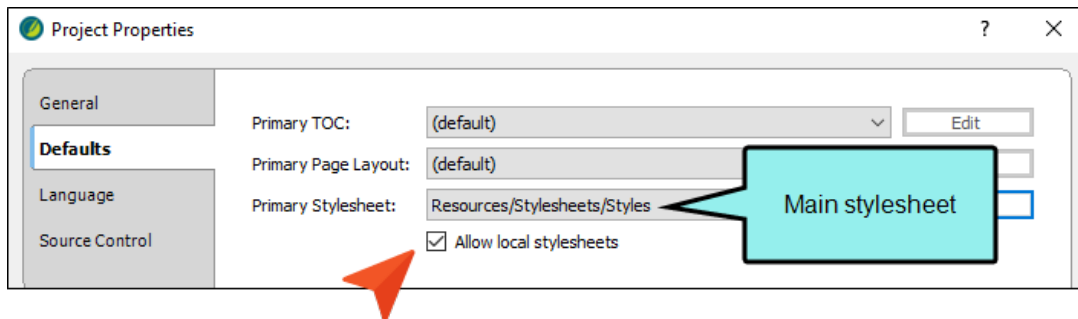 Project Properties
?
General
Defaults
Language
Source Control
Primary TOC: (default) Edit
Primary Page Layout: (default)
Primary Stylesheet: Resources/Stylesheets/Styles
Main stylesheet
Allow local stylesheets